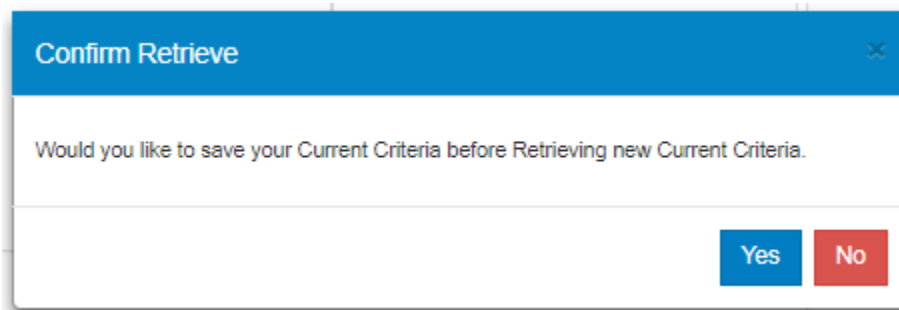 Confirm Retrieve
Would you like to save your Current Criteria before Retrieving new Current Criteria.
Yes No